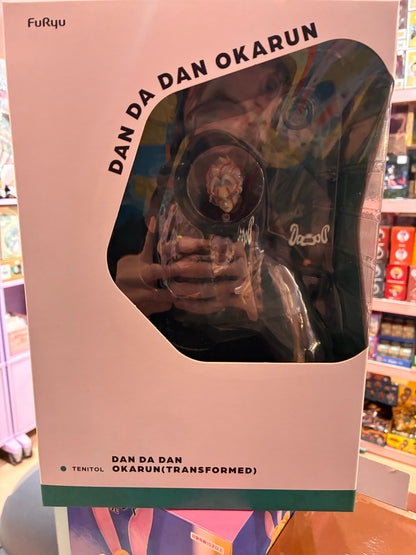 FuRyu
DAN DA DAN OKARUN
DAN DA DAN
TENITOL OKARUN(TRANSFORMED)